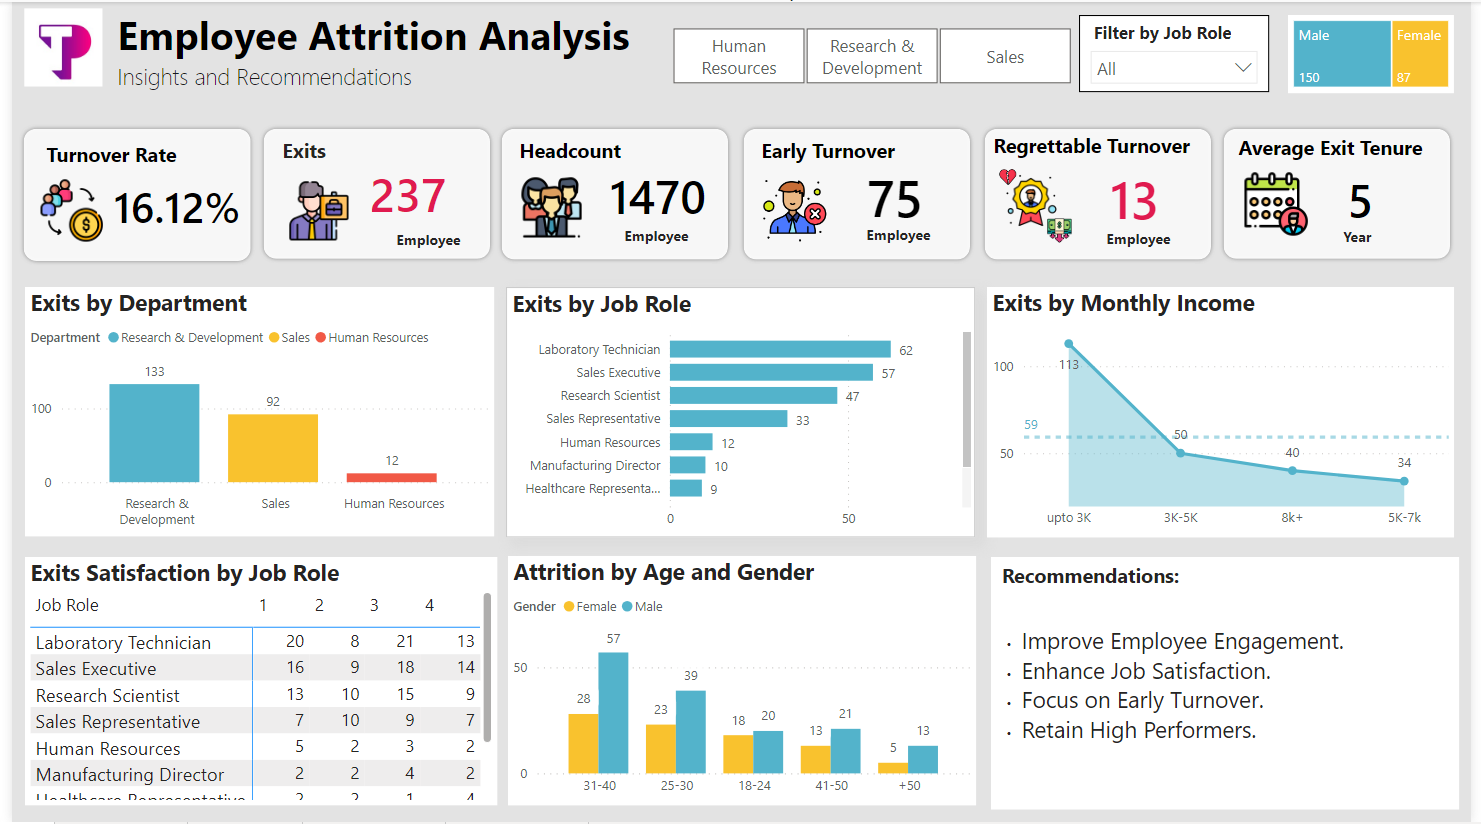 Employee Attrition Analysis
Insights and Recommendations
Human
Resources
Research &
Development
Sales
Filter by Job Role
All
Male
150
Female
87
Turnover Rate
16.12%
Exits
237
Employee
Headcount
1470
Employee
Early Turnover
75
Employee
Regrettable Turnover
13
Employee
Average Exit Tenure
5
Year
Exits by Department
Department Research & Development Sales Human Resources
133
92
12
100
0
Research &
Development
Sales
Human Resources
Exits by Job Role
Laboratory Technician 62
Sales Executive 57
Research Scientist 47
Sales Representative 33
Human Resources 12
Manufacturing Director 10
Healthcare Representa... 9
0 50
Exits by Monthly Income
100
50
59
113
50
40
34
upto 3K 3K-5K 8k+ 5K-7k
Exits Satisfaction by Job Role
Job Role 1 2 3 4
Laboratory Technician 20 8 21 13
Sales Executive 16 9 18 14
Research Scientist 13 10 15 9
Sales Representative 7 10 9 7
Human Resources 5 2 3 2
Manufacturing Director 2 2 4 2
Healthcare Representative 2 2 1 4
Attrition by Age and Gender
Gender Female Male
50
0
28 57
23 39
18 20
13 21
5 13
31-40 25-30 18-24 41-50 +50
Recommendations:
• Improve Employee Engagement.
• Enhance Job Satisfaction.
• Focus on Early Turnover.
• Retain High Performers.